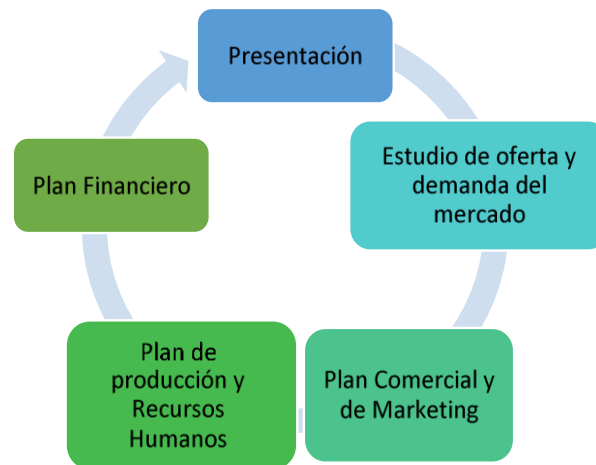 Presentación
Estudio de oferta y
demanda del
mercado
Plan Comercial y
de Marketing
Plan de
producción y
Recursos
Humanos
Plan Financiero